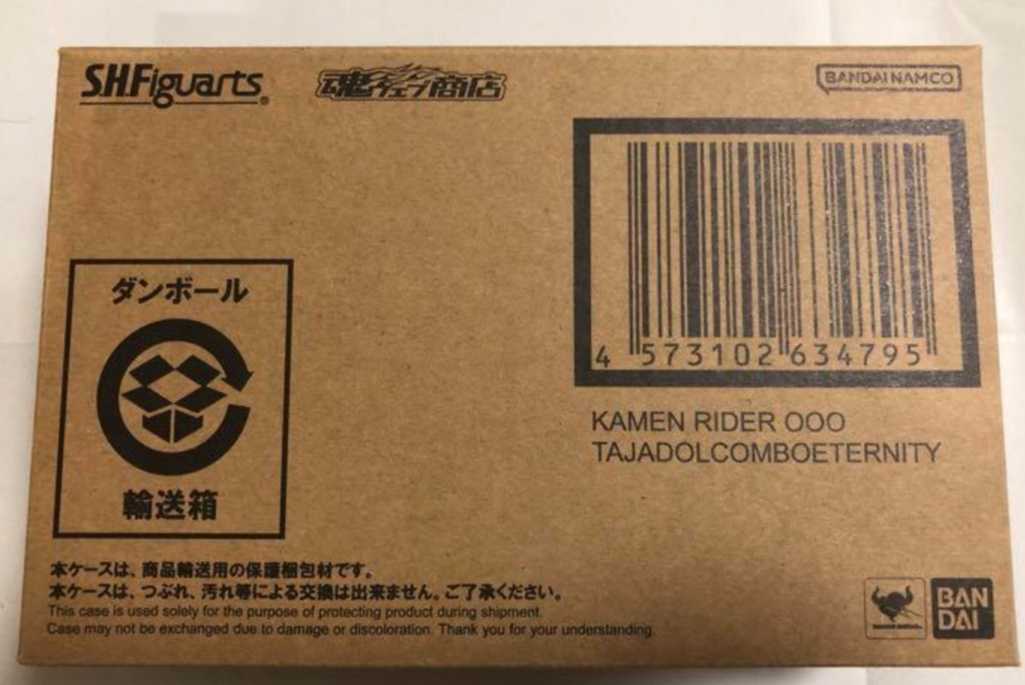 S.H.Figuarts®
魂ウェブ商店
BANDAI NAMCO
4 573102 634795
KAMEN RIDER OOO
TAJADOLCOMBOETERNITY
ダンボール
輸送箱
本ケースは、商品輸送用の保護梱包材です。
本ケースは、つぶれ、汚れ等による交換は出来ません。ご了承ください。
This case is used solely for the purpose of protecting product during shipment.
Case may not be exchanged due to damage or discoloration. Thank you for your understanding.
BAN
DAI